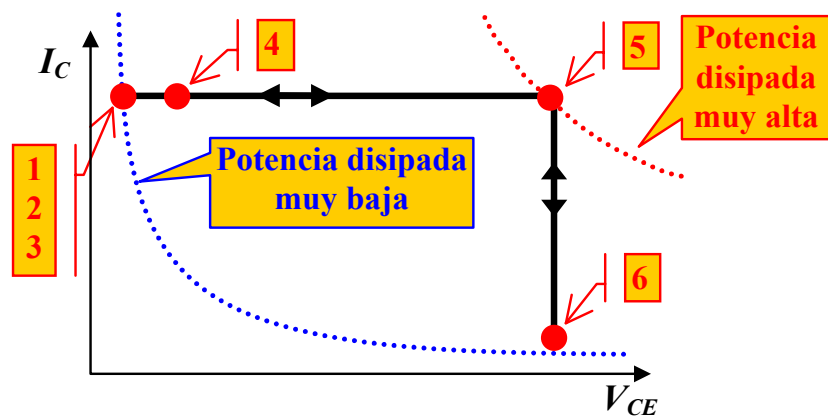 I_C
4
5
Potencia
disipada
muy alta
1
2
3
Potencia disipada
muy baja
6
V_CE